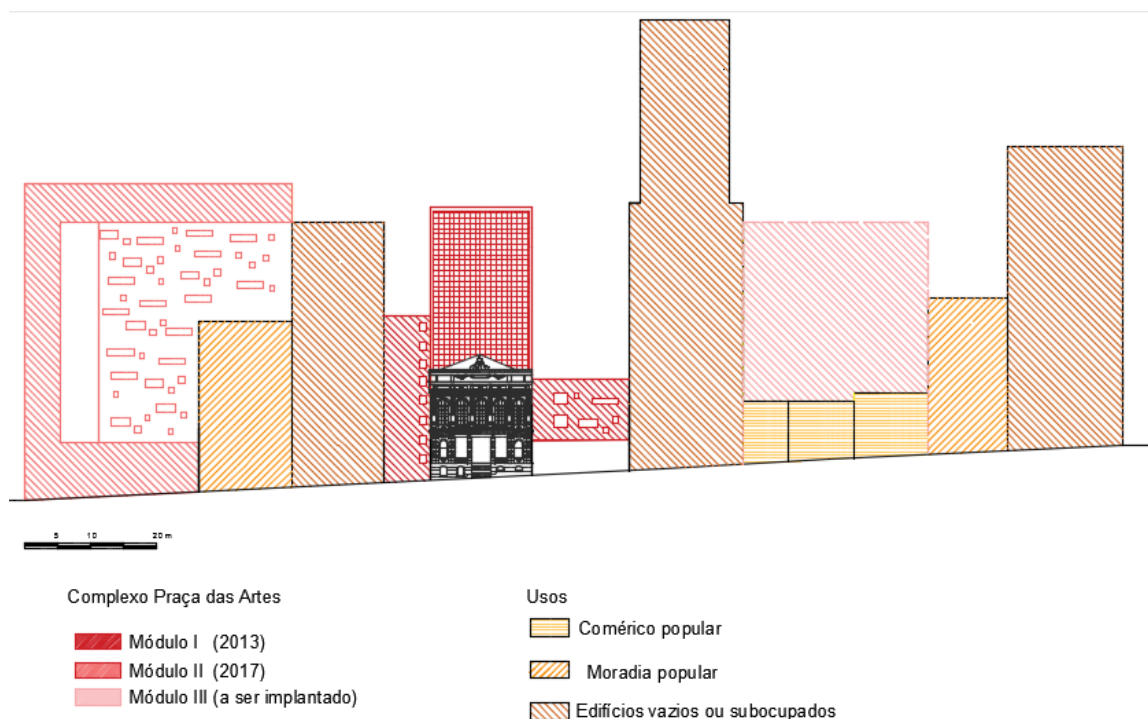 5 10 20 m
Complexo Praça das Artes
Módulo I (2013)
Módulo II (2017)
Módulo III (a ser implantado)
Usos
Comérico popular
Moradia popular
Edifícios vazios ou subocupados